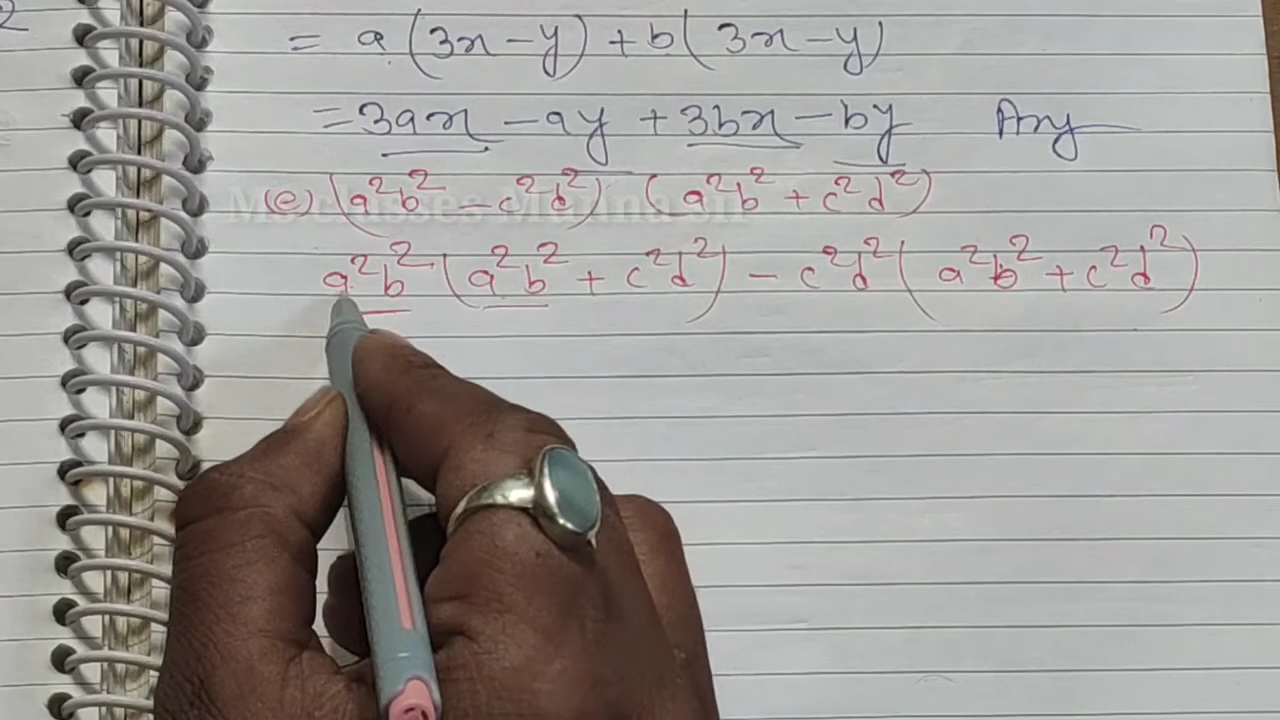 = a (3x - y) + b (3x - y)
= 3ax - ay + 3bx - by Ans
(e) (a²b² - c²d²) (a²b² + c²d²)
a²b² (a²b² + c²d²) - c²d² (a²b² + c²d²)